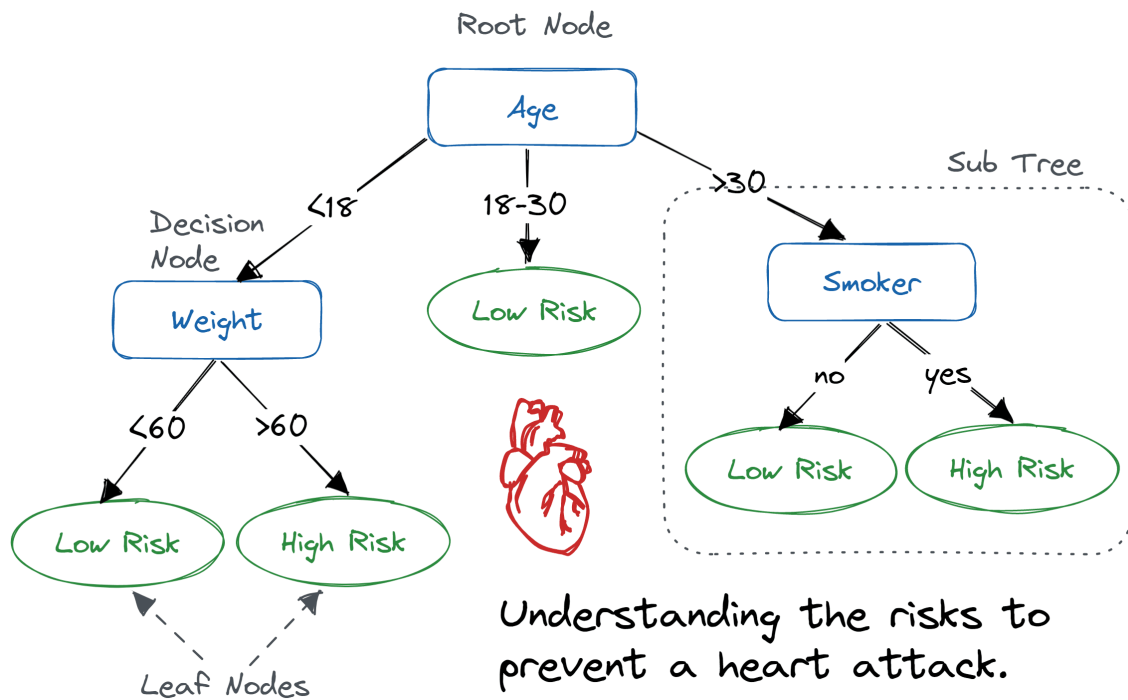 Root Node
Age
Sub Tree
<18
18-30
>30
Decision
Node
Weight
Low Risk
Smoker
<60
>60
no
yes
Low Risk
High Risk
Low Risk
High Risk
Leaf Nodes
Understanding the risks to
prevent a heart attack.